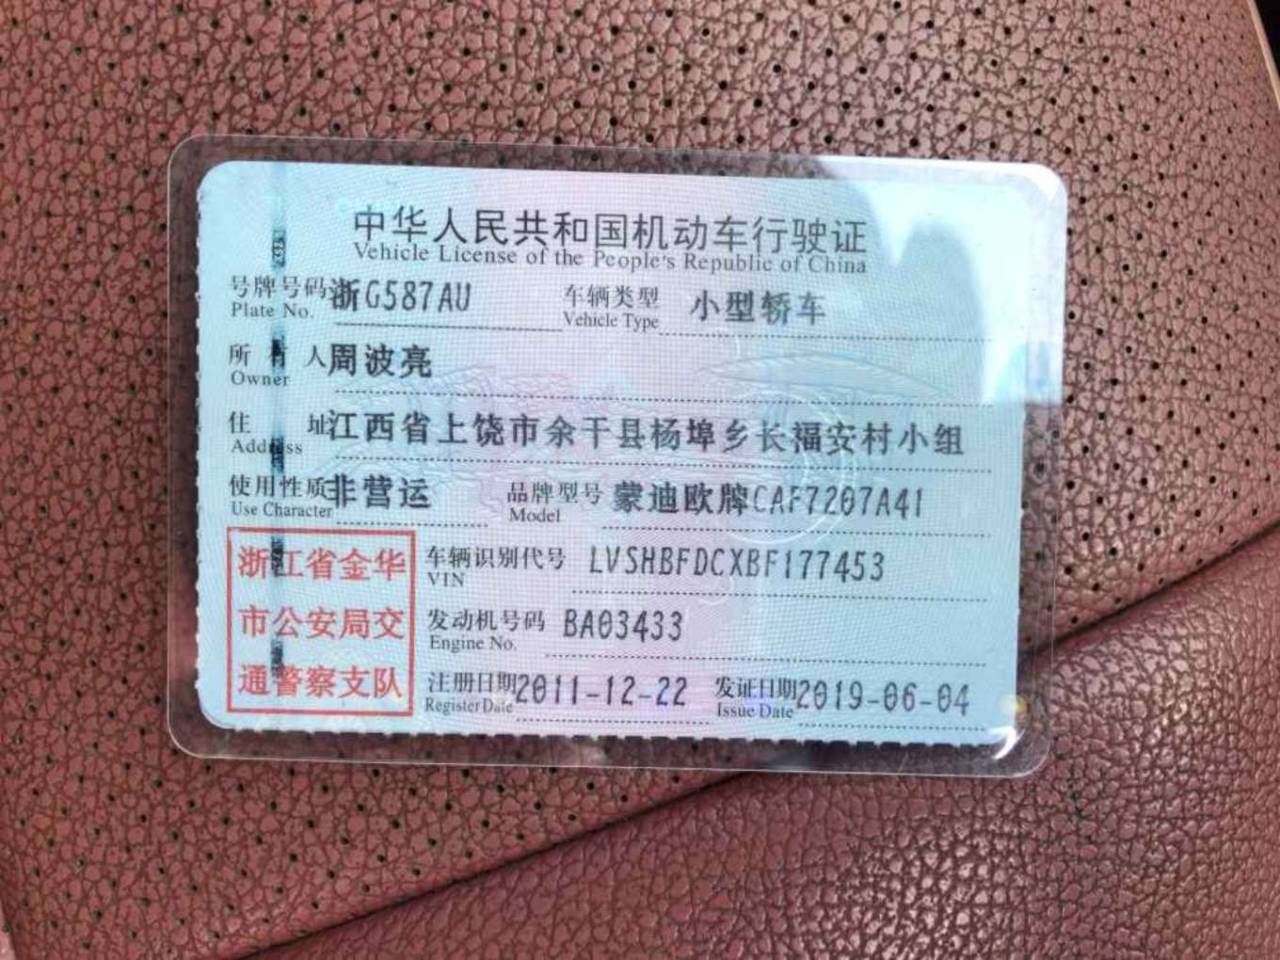 中华人民共和国机动车行驶证
Vehicle License of the People's Republic of China
号牌号码 浙G587AU 车辆类型 小型轿车
Plate No. Vehicle Type
所有人 周波亮
Owner
住址 江西省上饶市余干县杨埠乡长福安村小组
Address
使用性质 非营运 品牌型号 蒙迪欧牌CAF7207A41
Use Character Model
浙江省金华
市公安局交
通警察支队
车辆识别代号 LVSHBFDCXBF177453
VIN
发动机号码 BA03433
Engine No.
注册日期 2011-12-22 发证日期 2019-06-04
Register Date Issue Date